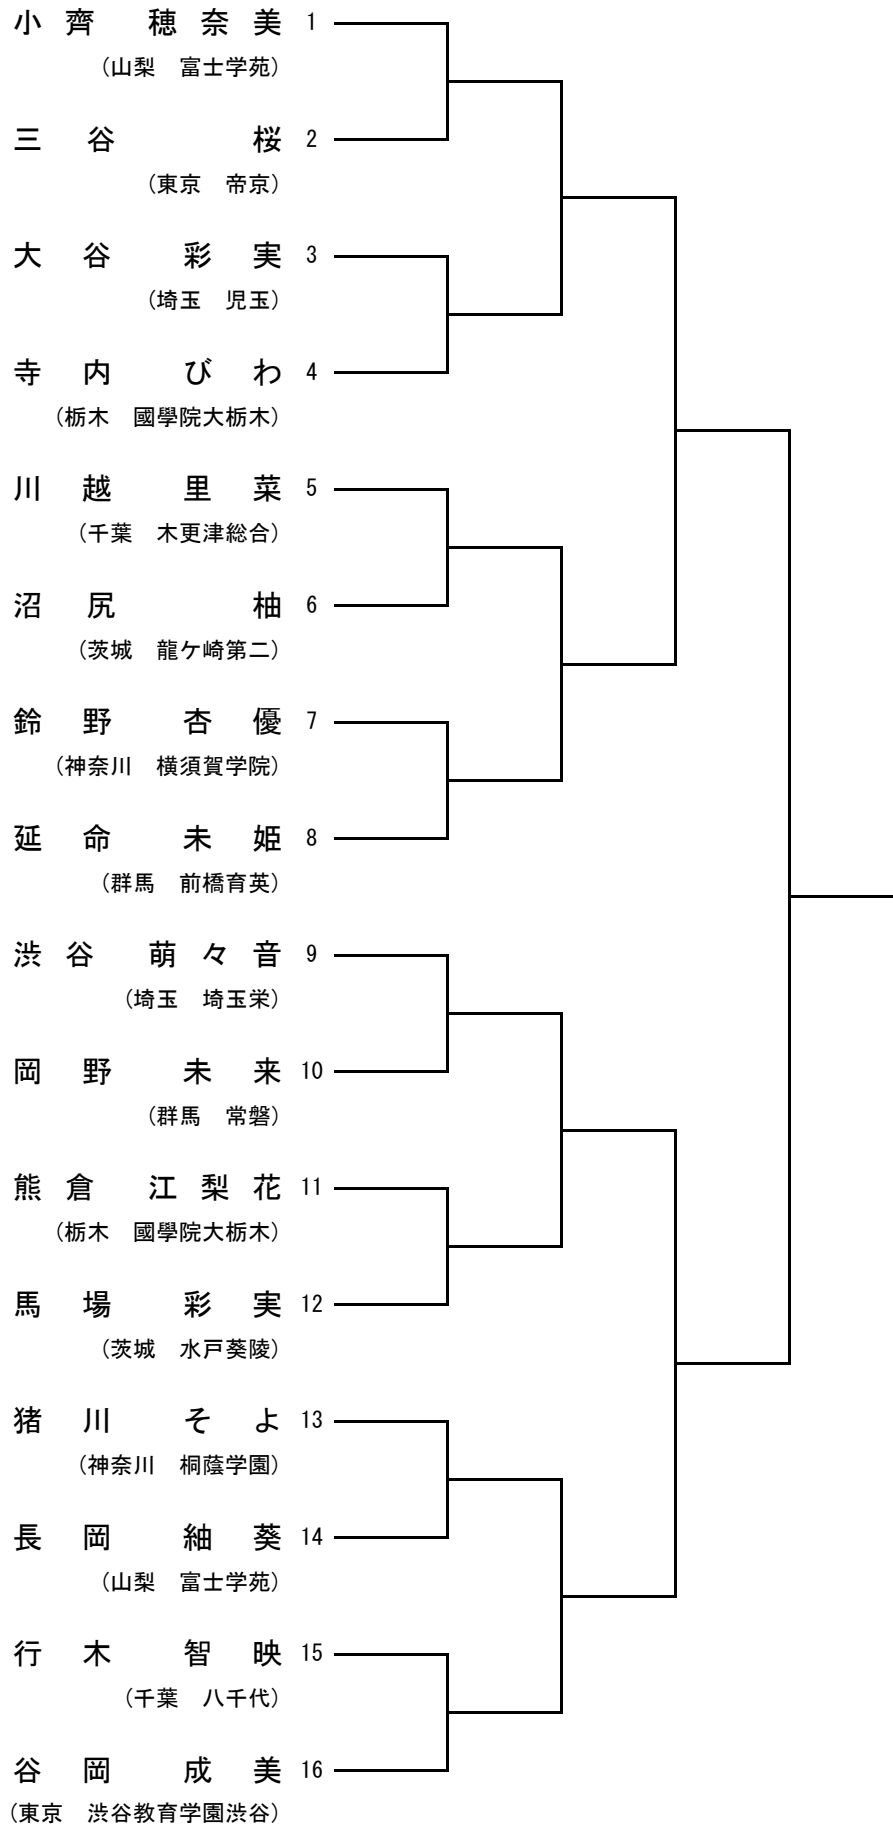 小齊 穂奈美 1
(山梨 富士学苑)
三谷 桜 2
(東京 帝京)
大谷 彩実 3
(埼玉 児玉)
寺内 びわ 4
(栃木 國學院大栃木)
川越 里菜 5
(千葉 木更津総合)
沼尻 柚 6
(茨城 龍ケ崎第二)
鈴野 杏優 7
(神奈川 横須賀学院)
延命 未姫 8
(群馬 前橋育英)
渋谷 萌々音 9
(埼玉 埼玉栄)
岡野 未来 10
(群馬 常磐)
熊倉 江梨花 11
(栃木 國學院大栃木)
馬場 彩実 12
(茨城 水戸葵陵)
猪川 そよ 13
(神奈川 桐蔭学園)
長岡 紬葵 14
(山梨 富士学苑)
行木 智映 15
(千葉 八千代)
谷岡 成美 16
(東京 渋谷教育学園渋谷)